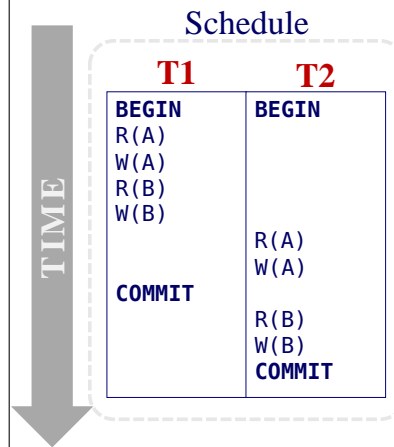 Schedule
T1 T2
BEGIN BEGIN
R(A)
W(A)
R(B)
W(B)
R(A)
W(A)
COMMIT
R(B)
W(B)
COMMIT
TIME